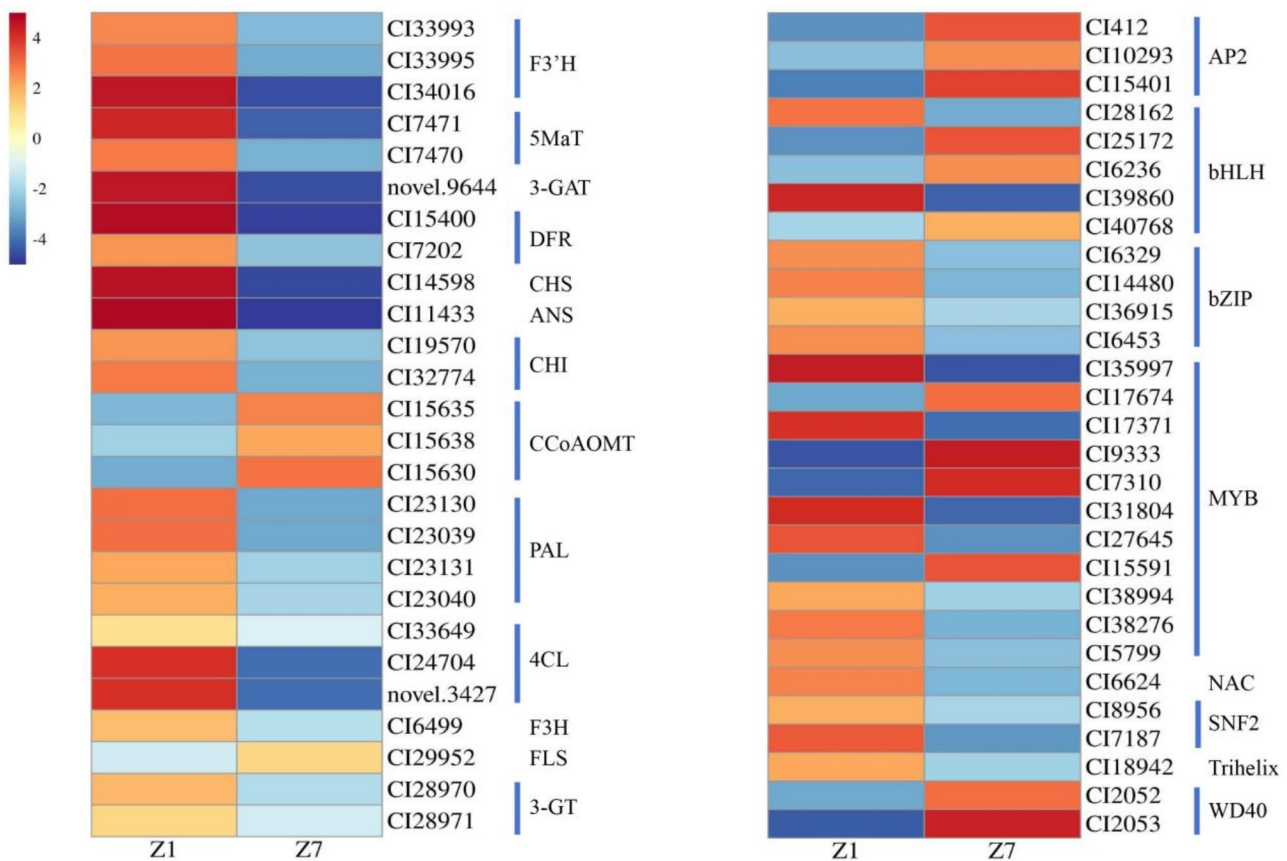 4
2
0
-2
-4
CI33993
CI33995
CI34016
F3’H
CI7471
CI7470
5MaT
novel.9644 3-GAT
CI15400
CI7202
DFR
CI14598 CHS
CI11433 ANS
CI19570
CI32774
CHI
CI15635
CI15638
CI15630
CCoAOMT
CI23130
CI23039
CI23131
CI23040
PAL
CI33649
CI24704
novel.3427
4CL
CI6499 F3H
CI29952 FLS
CI28970
CI28971
3-GT
Z1 Z7
CI412
CI10293
CI15401
AP2
CI28162
CI25172
CI6236
CI39860
CI40768
bHLH
CI6329
CI14480
CI36915
CI6453
bZIP
CI35997
CI17674
CI17371
CI9333
CI7310
CI31804
CI27645
CI15591
CI38994
CI38276
CI5799
MYB
CI6624 NAC
CI8956
CI7187
SNF2
CI18942 Trihelix
CI2052
CI2053
WD40
Z1 Z7